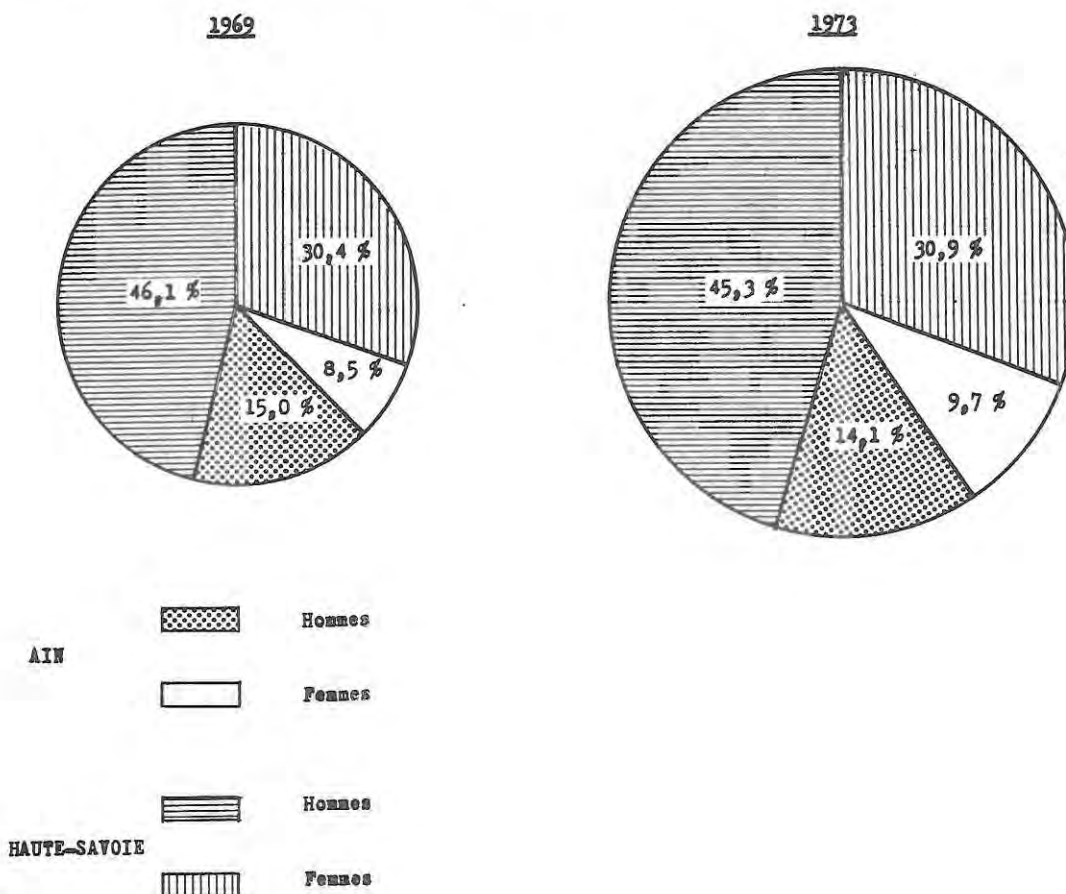 1969
1973
30,4 %
46,1 %
8,5 %
15,0 %
30,9 %
45,3 %
9,7 %
14,1 %
AIN
Hommes
Femmes
HAUTE-SAVOIE
Hommes
Femmes